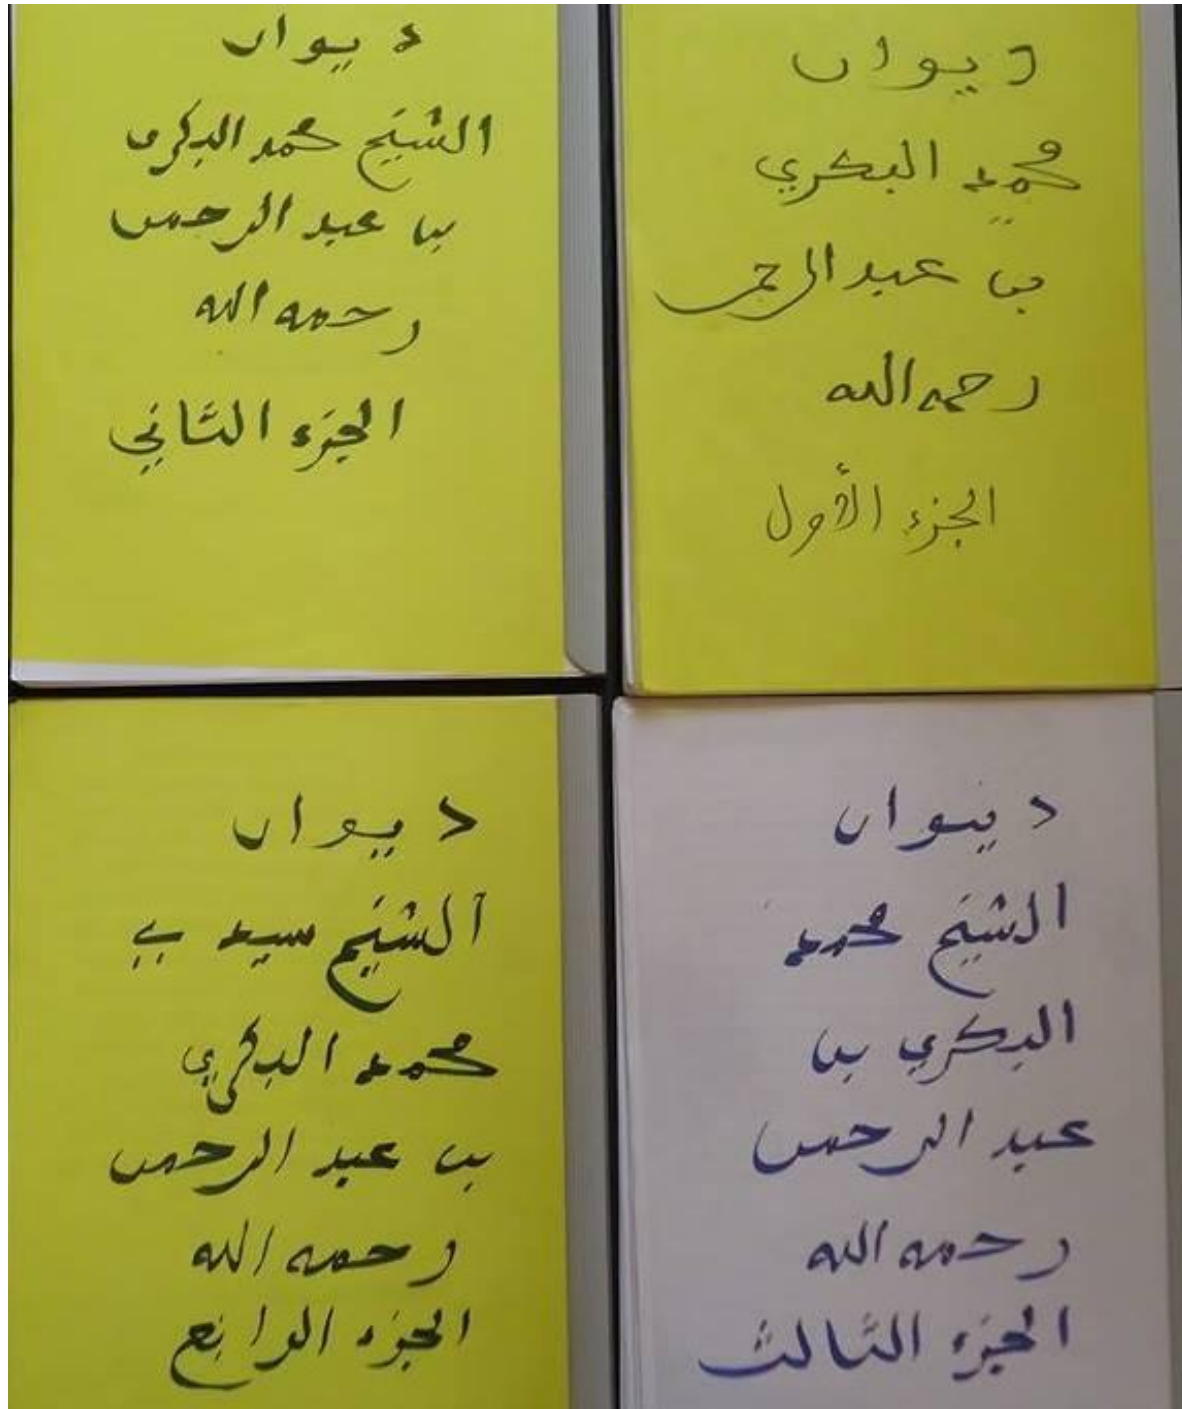 ديوان
محمد البكري
بن عبد الرحمن
رحمه الله
الجزء الأول
ديوان
الشيخ محمد البكري
بن عبد الرحمن
رحمه الله
الجزء الثاني
ديوان
الشيخ محمد
البكري بن
عبد الرحمن
رحمه الله
الجزء الثالث
ديوان
الشيخ سيد ب
محمد البكري
بن عبد الرحمن
رحمه الله
الجزء الرابع